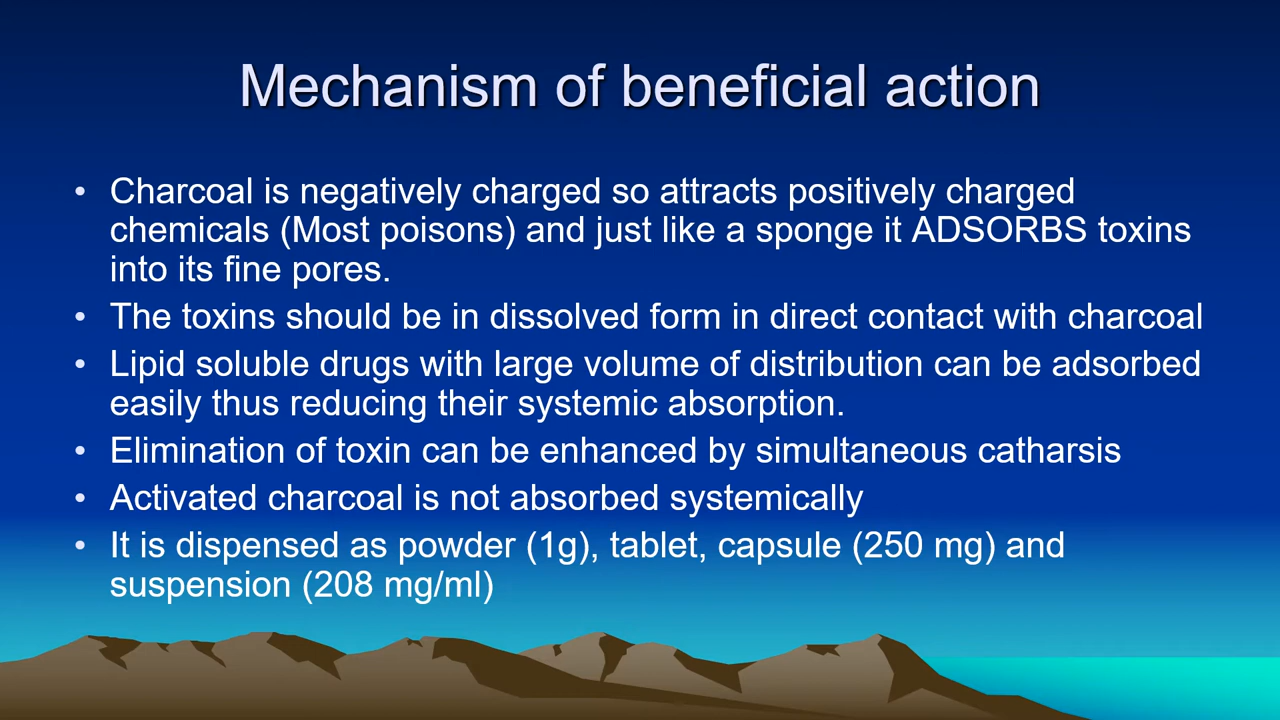 Mechanism of beneficial action
• Charcoal is negatively charged so attracts positively charged
chemicals (Most poisons) and just like a sponge it ADSORBS toxins
into its fine pores.
• The toxins should be in dissolved form in direct contact with charcoal
• Lipid soluble drugs with large volume of distribution can be adsorbed
easily thus reducing their systemic absorption.
• Elimination of toxin can be enhanced by simultaneous catharsis
• Activated charcoal is not absorbed systemically
• It is dispensed as powder (1g), tablet, capsule (250 mg) and
suspension (208 mg/ml)